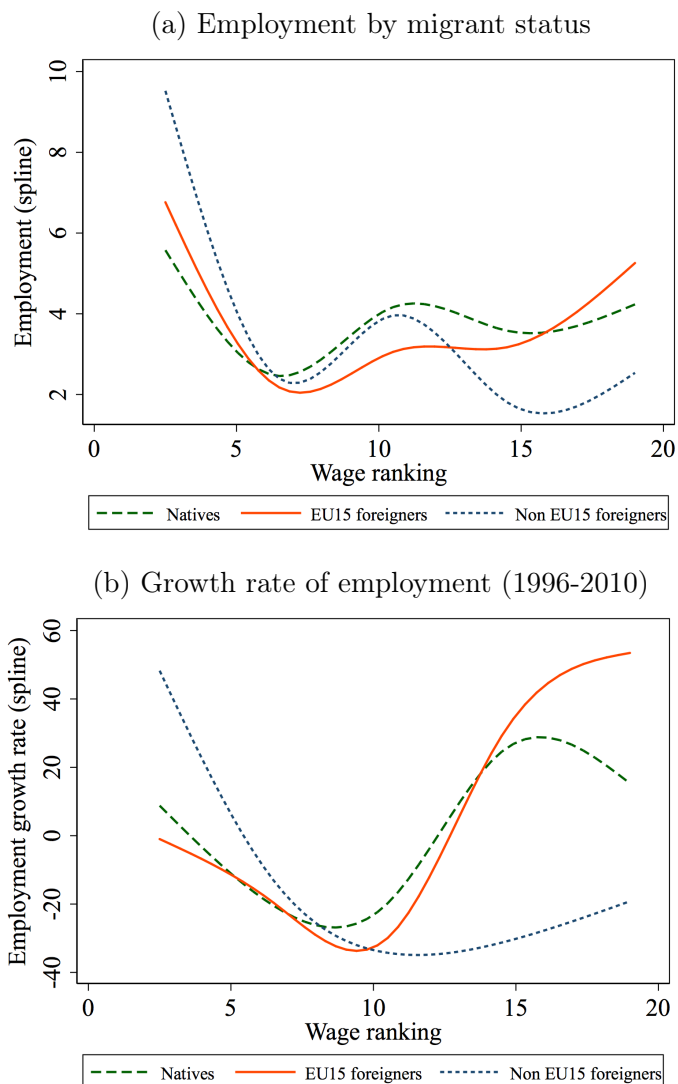 (a) Employment by migrant status
Employment (spline)
10
8
6
4
2
0 5 10 15 20
Wage ranking
Natives EU15 foreigners Non EU15 foreigners
(b) Growth rate of employment (1996-2010)
Employment growth rate (spline)
60
40
20
0
-20
-40
0 5 10 15 20
Wage ranking
Natives EU15 foreigners Non EU15 foreigners